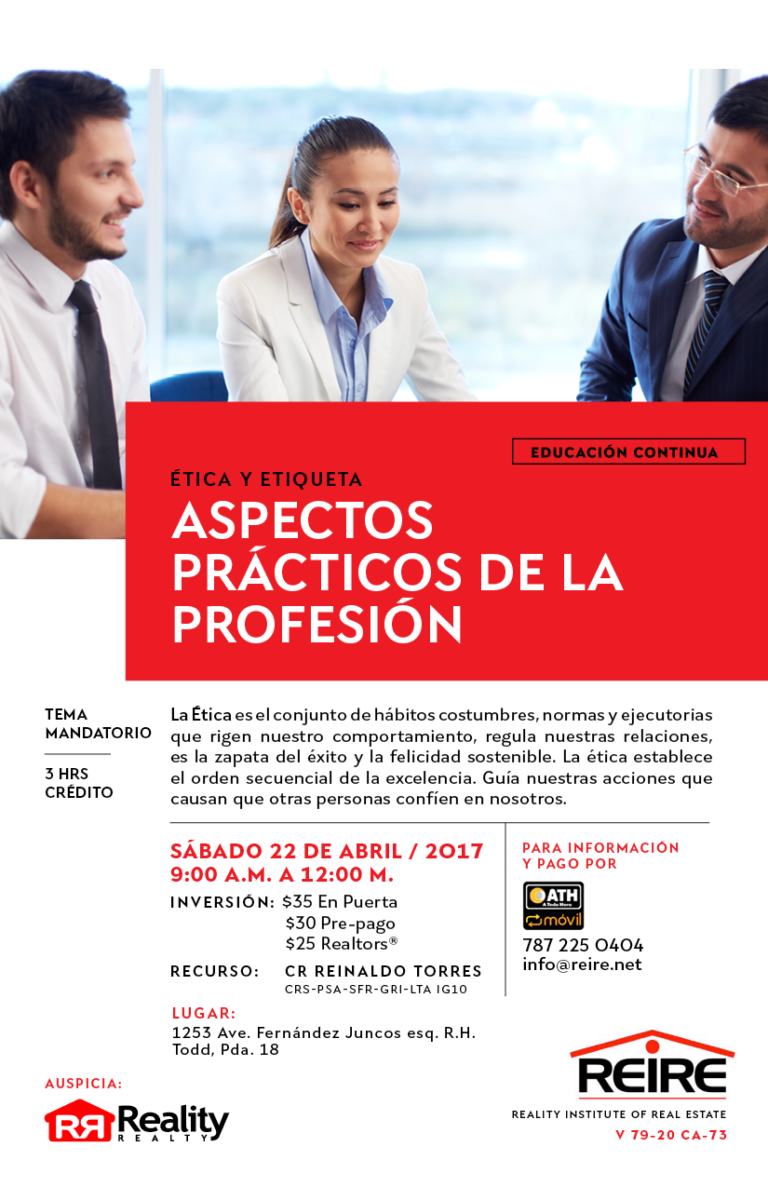 EDUCACIÓN CONTINUA
ÉTICA Y ETIQUETA
ASPECTOS
PRÁCTICOS DE LA
PROFESIÓN
TEMA
MANDATORIO
3 HRS
CRÉDITO
La Ética es el conjunto de hábitos costumbres, normas y ejecutorias
que rigen nuestro comportamiento, regula nuestras relaciones,
es la zapata del éxito y la felicidad sostenible. La ética establece
el orden secuencial de la excelencia. Guía nuestras acciones que
causan que otras personas confíen en nosotros.
SÁBADO 22 DE ABRIL / 2017
9:00 A.M. A 12:00 M.
INVERSIÓN: $35 En Puerta
$30 Pre-pago
$25 Realtors®
RECURSO: CR REINALDO TORRES
CRS-PSA-SFR-GRI-LTA IG10
LUGAR:
1253 Ave. Fernández Juncos esq. R.H.
Todd, Pda. 18
PARA INFORMACIÓN
Y PAGO POR
ATH
A Toda Hora
móvil
787 225 0404
info@reire.net
AUSPICIA:
RR Reality
REALTY
REIRE
REALITY INSTITUTE OF REAL ESTATE
V 79-20 CA-73